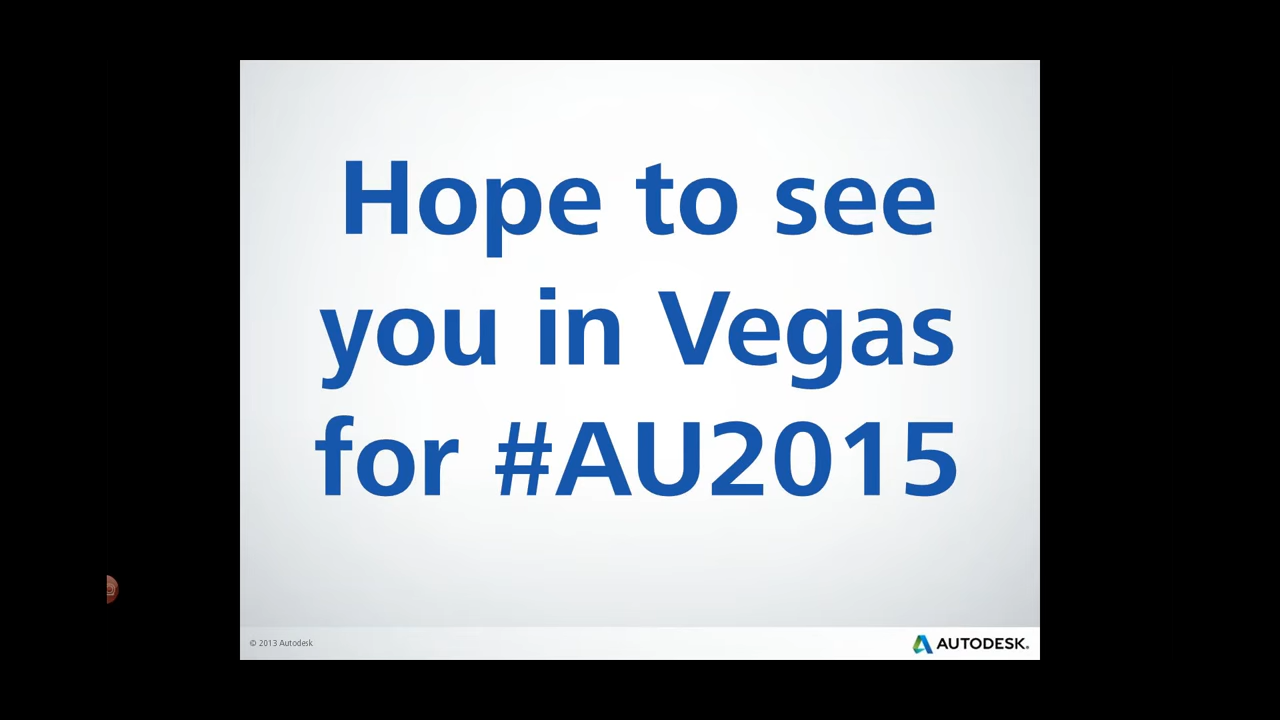 Hope to see
you in Vegas
for #AU2015
© 2013 Autodesk
AUTODESK.